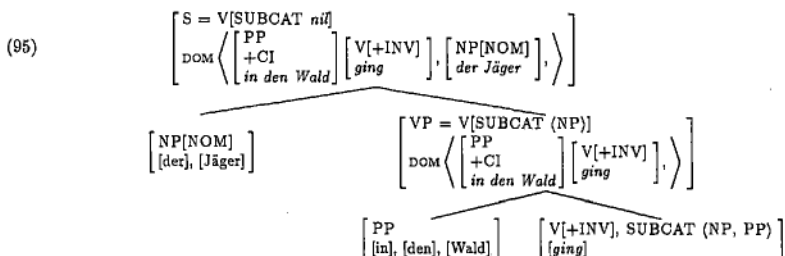 (95)
[S = V[SUBCAT nil]
DOM ⟨ [PP +CI in den Wald] [V[+INV] ging], [NP[NOM] der Jäger], ⟩ ]
[NP[NOM]
[der], [Jäger]]
[VP = V[SUBCAT ⟨NP⟩]
DOM ⟨ [PP +CI in den Wald] [V[+INV] ging], ⟩ ]
[PP
[in], [den], [Wald]]
[V[+INV], SUBCAT ⟨NP, PP⟩
[ging]]